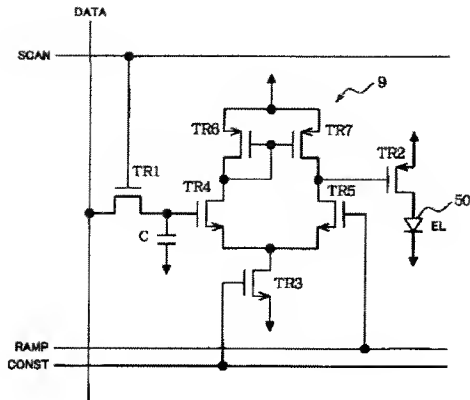 DATA
SCAN
9
TR6
TR7
TR2
TR1
TR4
TR5
50
EL
C
TR3
RAMP
CONST